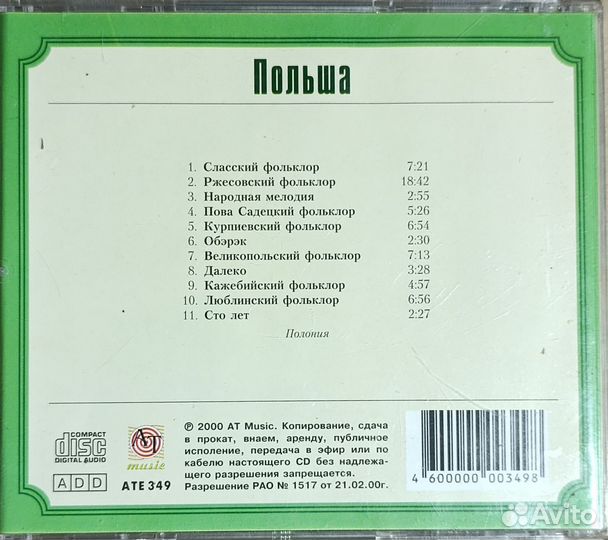 Польша
1. Сласский фольклор 7:21
2. Ржесовский фольклор 18:42
3. Народная мелодия 2:55
4. Пова Садецкий фольклор 5:26
5. Курпиевский фольклор 6:54
6. Обэрэк 2:30
7. Великопольский фольклор 7:13
8. Далеко 3:28
9. Кажебийский фольклор 4:57
10. Люблинский фольклор 6:56
11. Сто лет 2:27
Полония
COMPACT
disc
DIGITAL AUDIO
AT
music
ADD
ATE 349
℗ 2000 AT Music. Копирование, сдача
в прокат, внаем, аренду, публичное
исполение, передача в эфир или по
кабелю настоящего CD без надлежа-
щего разрешения запрещается.
Разрешение РАО № 1517 от 21.02.00г.
4 600000 003498
Avito